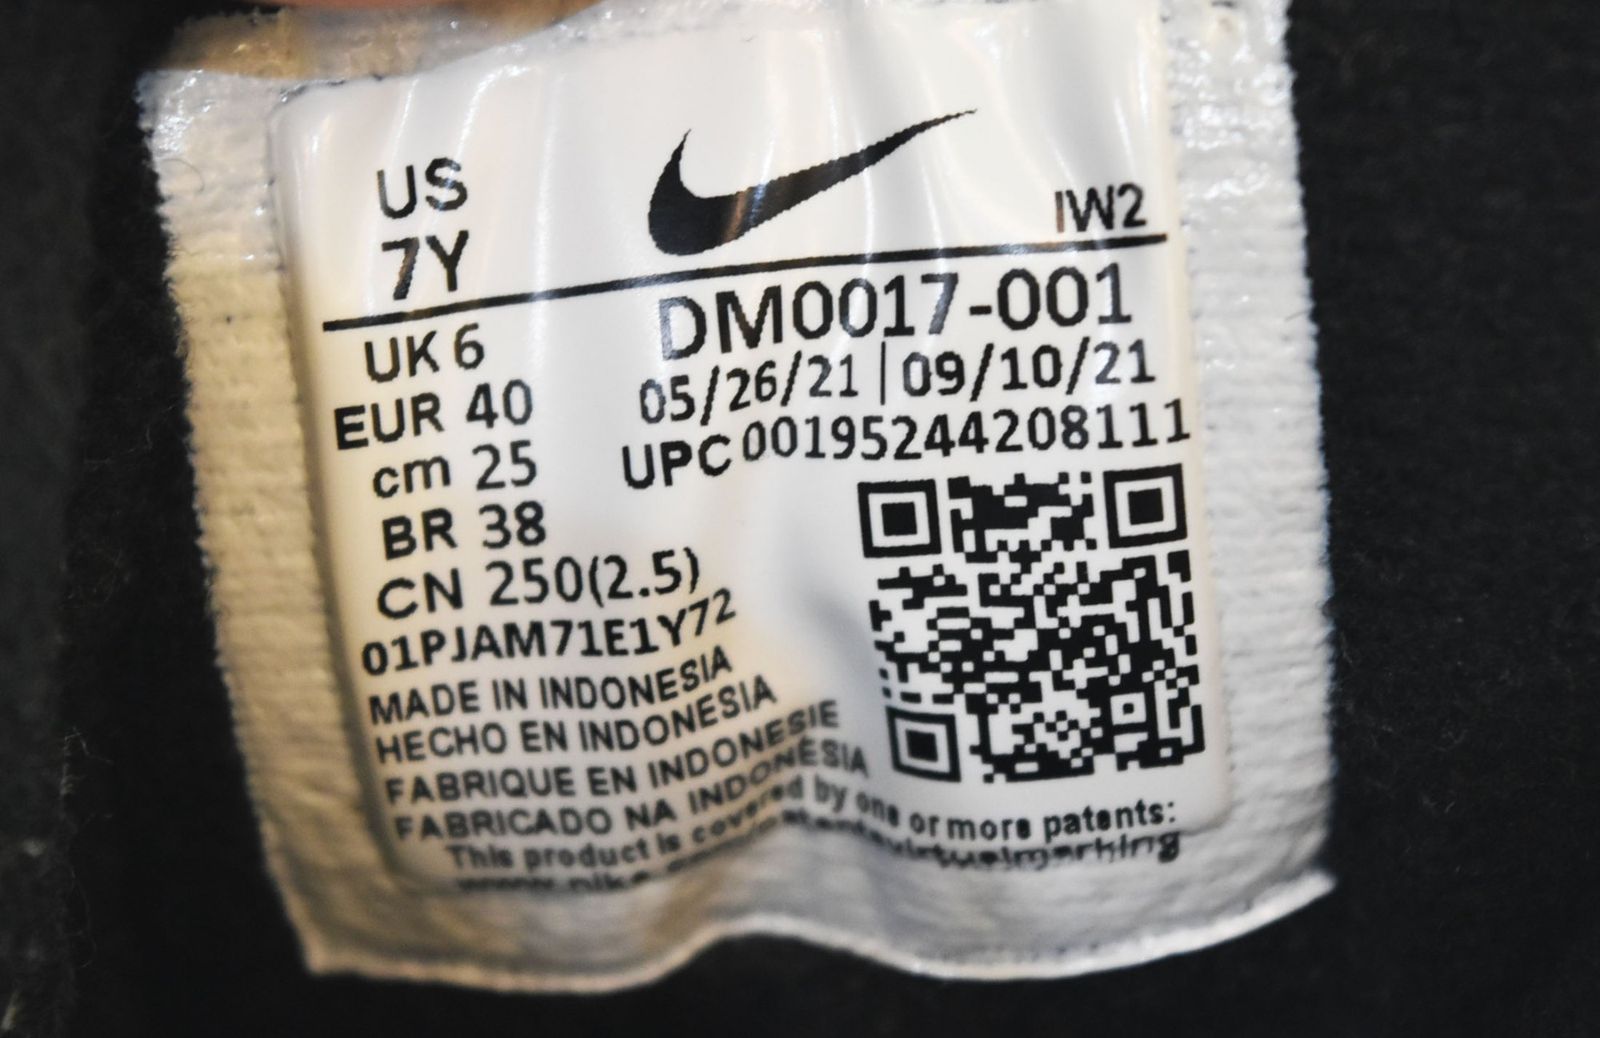 US
7Y
IW2
UK 6
EUR 40
cm 25
BR 38
CN 250(2.5)
DM0017-001
05/26/21 | 09/10/21
UPC 00195244208111
01PJAM71E1Y72
MADE IN INDONESIA
HECHO EN INDONESIA
FABRIQUE EN INDONESIE
FABRICADO NA INDONÉSIA
This product is covered by one or more patents: